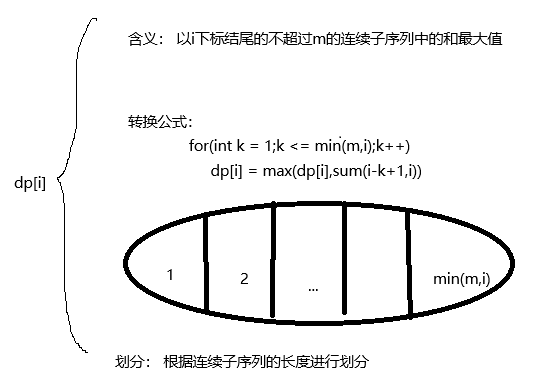 含义： 以i下标结尾的不超过m的连续子序列中的和最大值
转换公式：
for(int k = 1;k <= min(m,i);k++)
dp[i] = max(dp[i],sum(i-k+1,i))
dp[i]
1
2
...
min(m,i)
划分： 根据连续子序列的长度进行划分